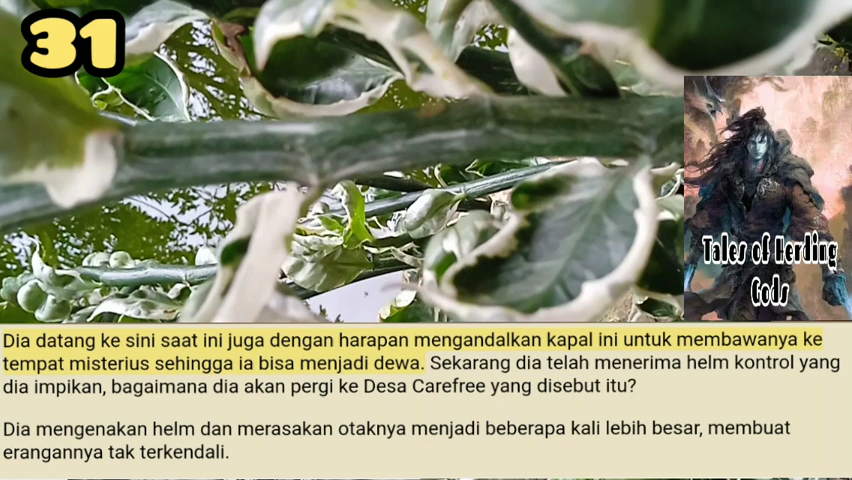 31
Tales of Herding
Gods
Dia datang ke sini saat ini juga dengan harapan mengandalkan kapal ini untuk membawanya ke
tempat misterius sehingga ia bisa menjadi dewa. Sekarang dia telah menerima helm kontrol yang
dia impikan, bagaimana dia akan pergi ke Desa Carefree yang disebut itu?
Dia mengenakan helm dan merasakan otaknya menjadi beberapa kali lebih besar, membuat
erangannya tak terkendali.